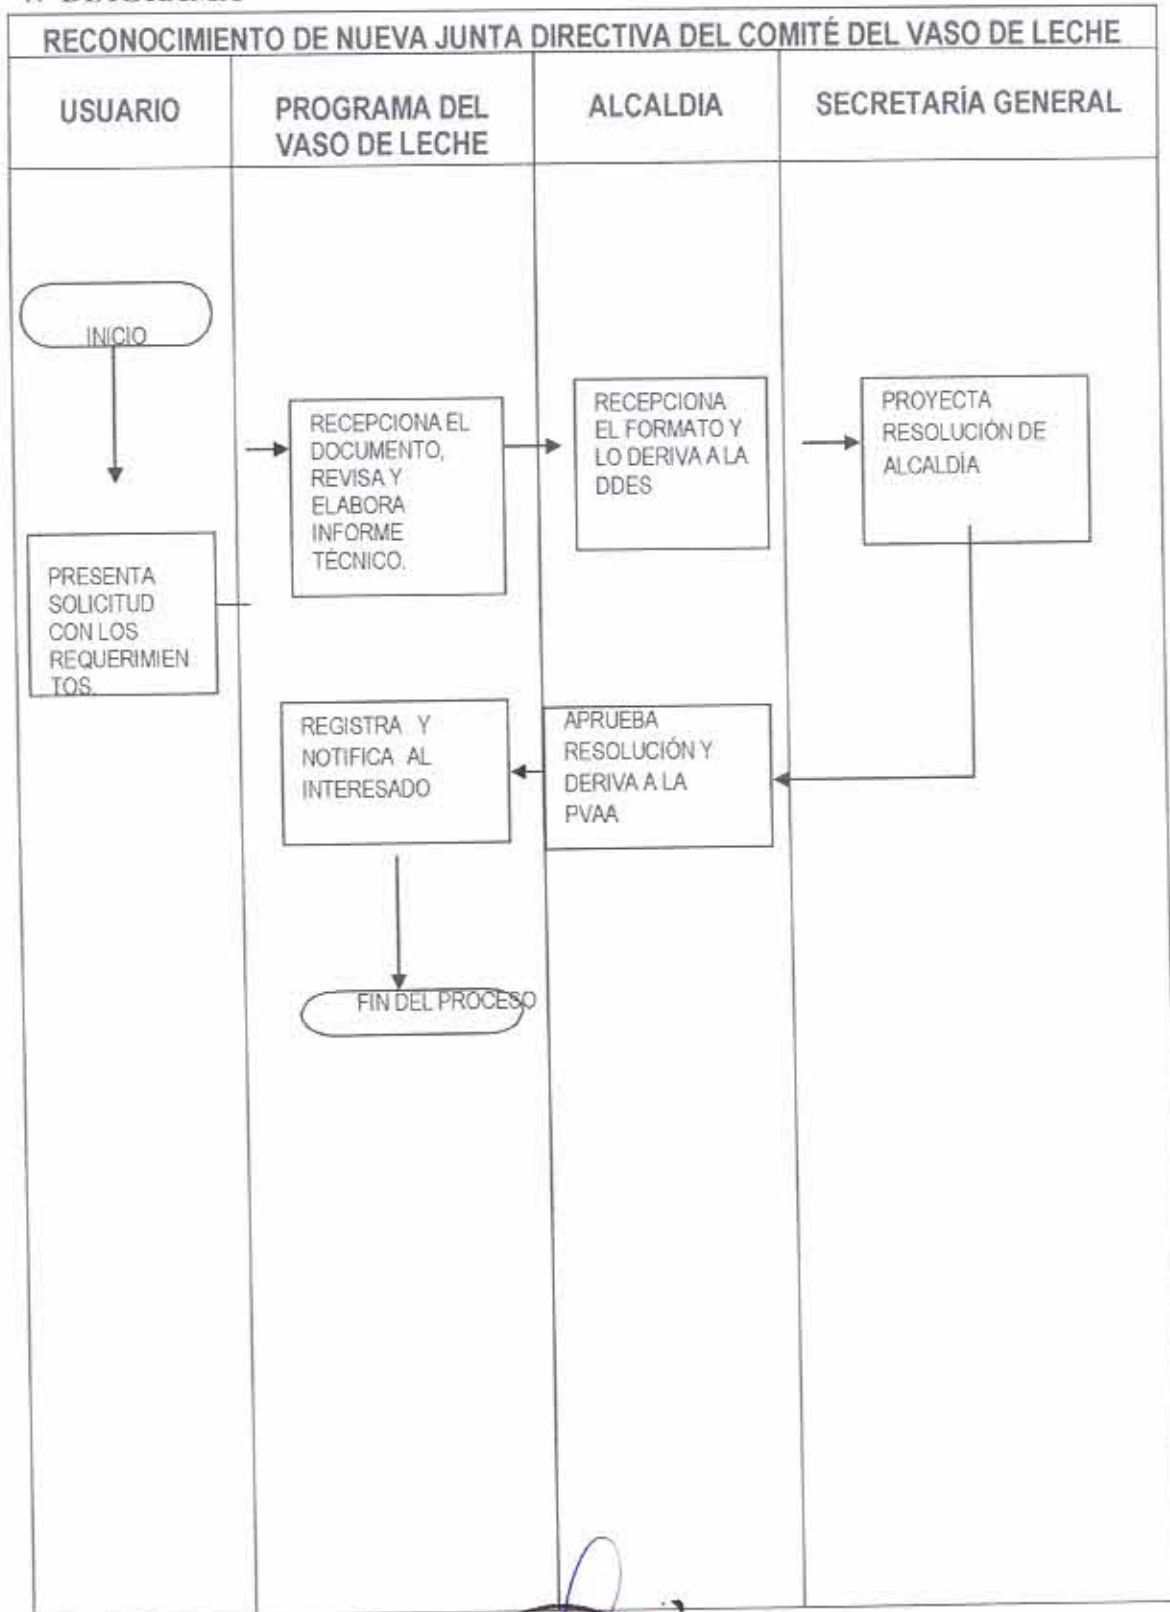 RECONOCIMIENTO DE NUEVA JUNTA DIRECTIVA DEL COMITÉ DEL VASO DE LECHE
USUARIO
PROGRAMA DEL
VASO DE LECHE
ALCALDIA
SECRETARÍA GENERAL
INICIO
PRESENTA
SOLICITUD
CON LOS
REQUERIMIEN
TOS.
RECEPCIONA EL
DOCUMENTO,
REVISA Y
ELABORA
INFORME
TÉCNICO.
RECEPCIONA
EL FORMATO Y
LO DERIVA A LA
DDES
PROYECTA
RESOLUCIÓN DE
ALCALDÍA
APRUEBA
RESOLUCIÓN Y
DERIVA A LA
PVAA
REGISTRA Y
NOTIFICA AL
INTERESADO
FIN DEL PROCESO